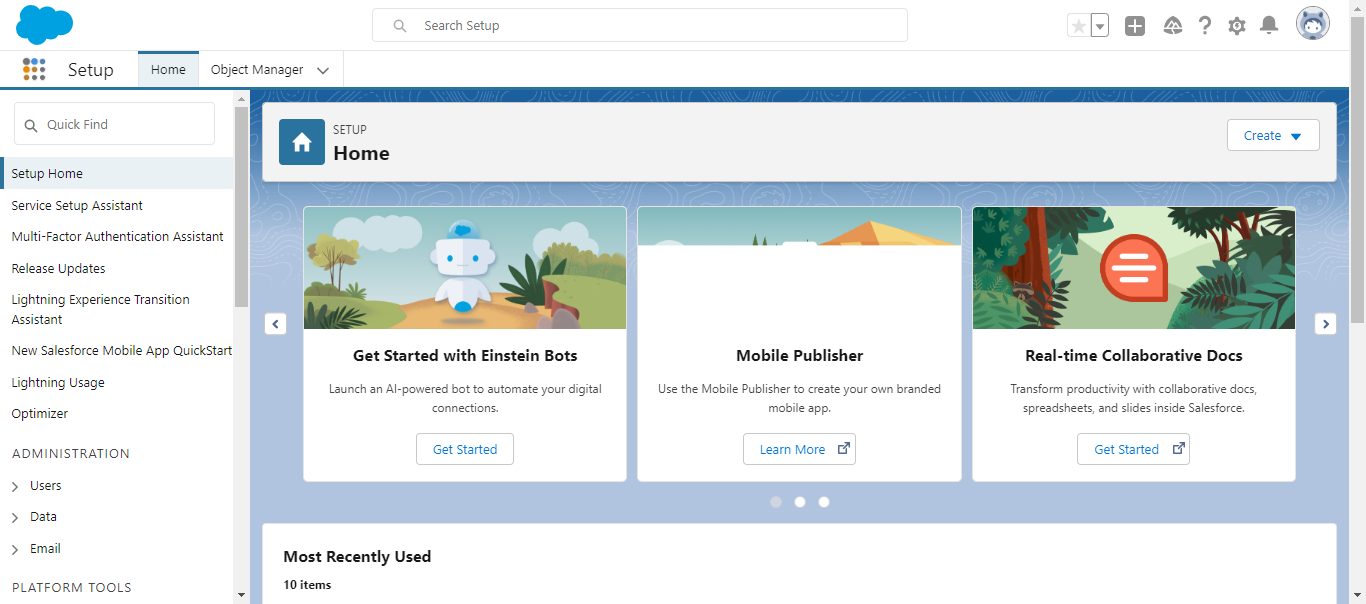 Search Setup
Setup
Home
Object Manager
Quick Find
Setup Home
Service Setup Assistant
Multi-Factor Authentication Assistant
Release Updates
Lightning Experience Transition
Assistant
New Salesforce Mobile App QuickStart
Lightning Usage
Optimizer
ADMINISTRATION
Users
Data
Email
PLATFORM TOOLS
SETUP
Home
Create
Get Started with Einstein Bots
Launch an AI-powered bot to automate your digital
connections.
Get Started
Mobile Publisher
Use the Mobile Publisher to create your own branded
mobile app.
Learn More
Real-time Collaborative Docs
Transform productivity with collaborative docs,
spreadsheets, and slides inside Salesforce.
Get Started
Most Recently Used
10 items